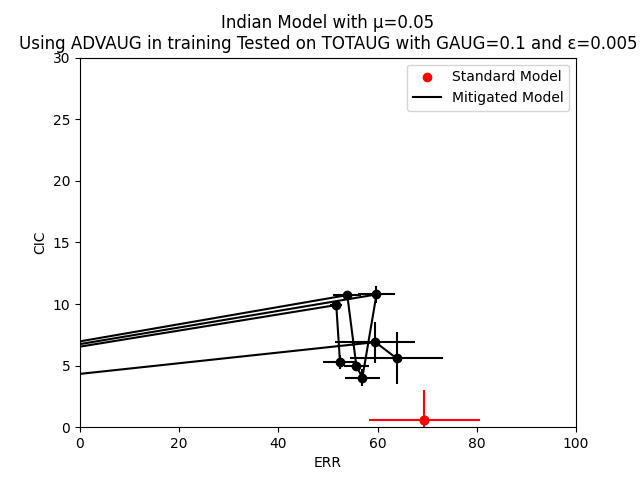 Indian Model with μ=0.05
Using ADVAUG in training Tested on TOTAUG with GAUG=0.1 and ε=0.005
30
Standard Model
Mitigated Model
25
20
15
CIC
10
5
0
0 20 40 60 80 100
ERR